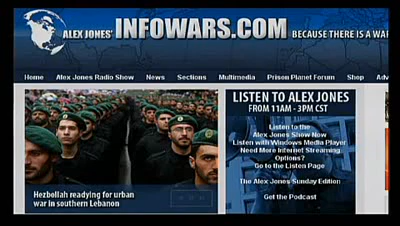 ALEX JONES' INFOWARS.COM BECAUSE THERE IS A WAR
Home Alex Jones Radio Show News Sections Multimedia Prison Planet Forum Shop Adv
LISTEN TO ALEX JONES
FROM 11AM - 3PM CST
Listen to the
Alex Jones Show Now
Listen with Windows Media Player
Need More Internet Streaming
Options?
Go to the Listen Page
The Alex Jones Sunday Edition
Get the Podcast
Hezbellah readying for urban
war in southern Lebanon